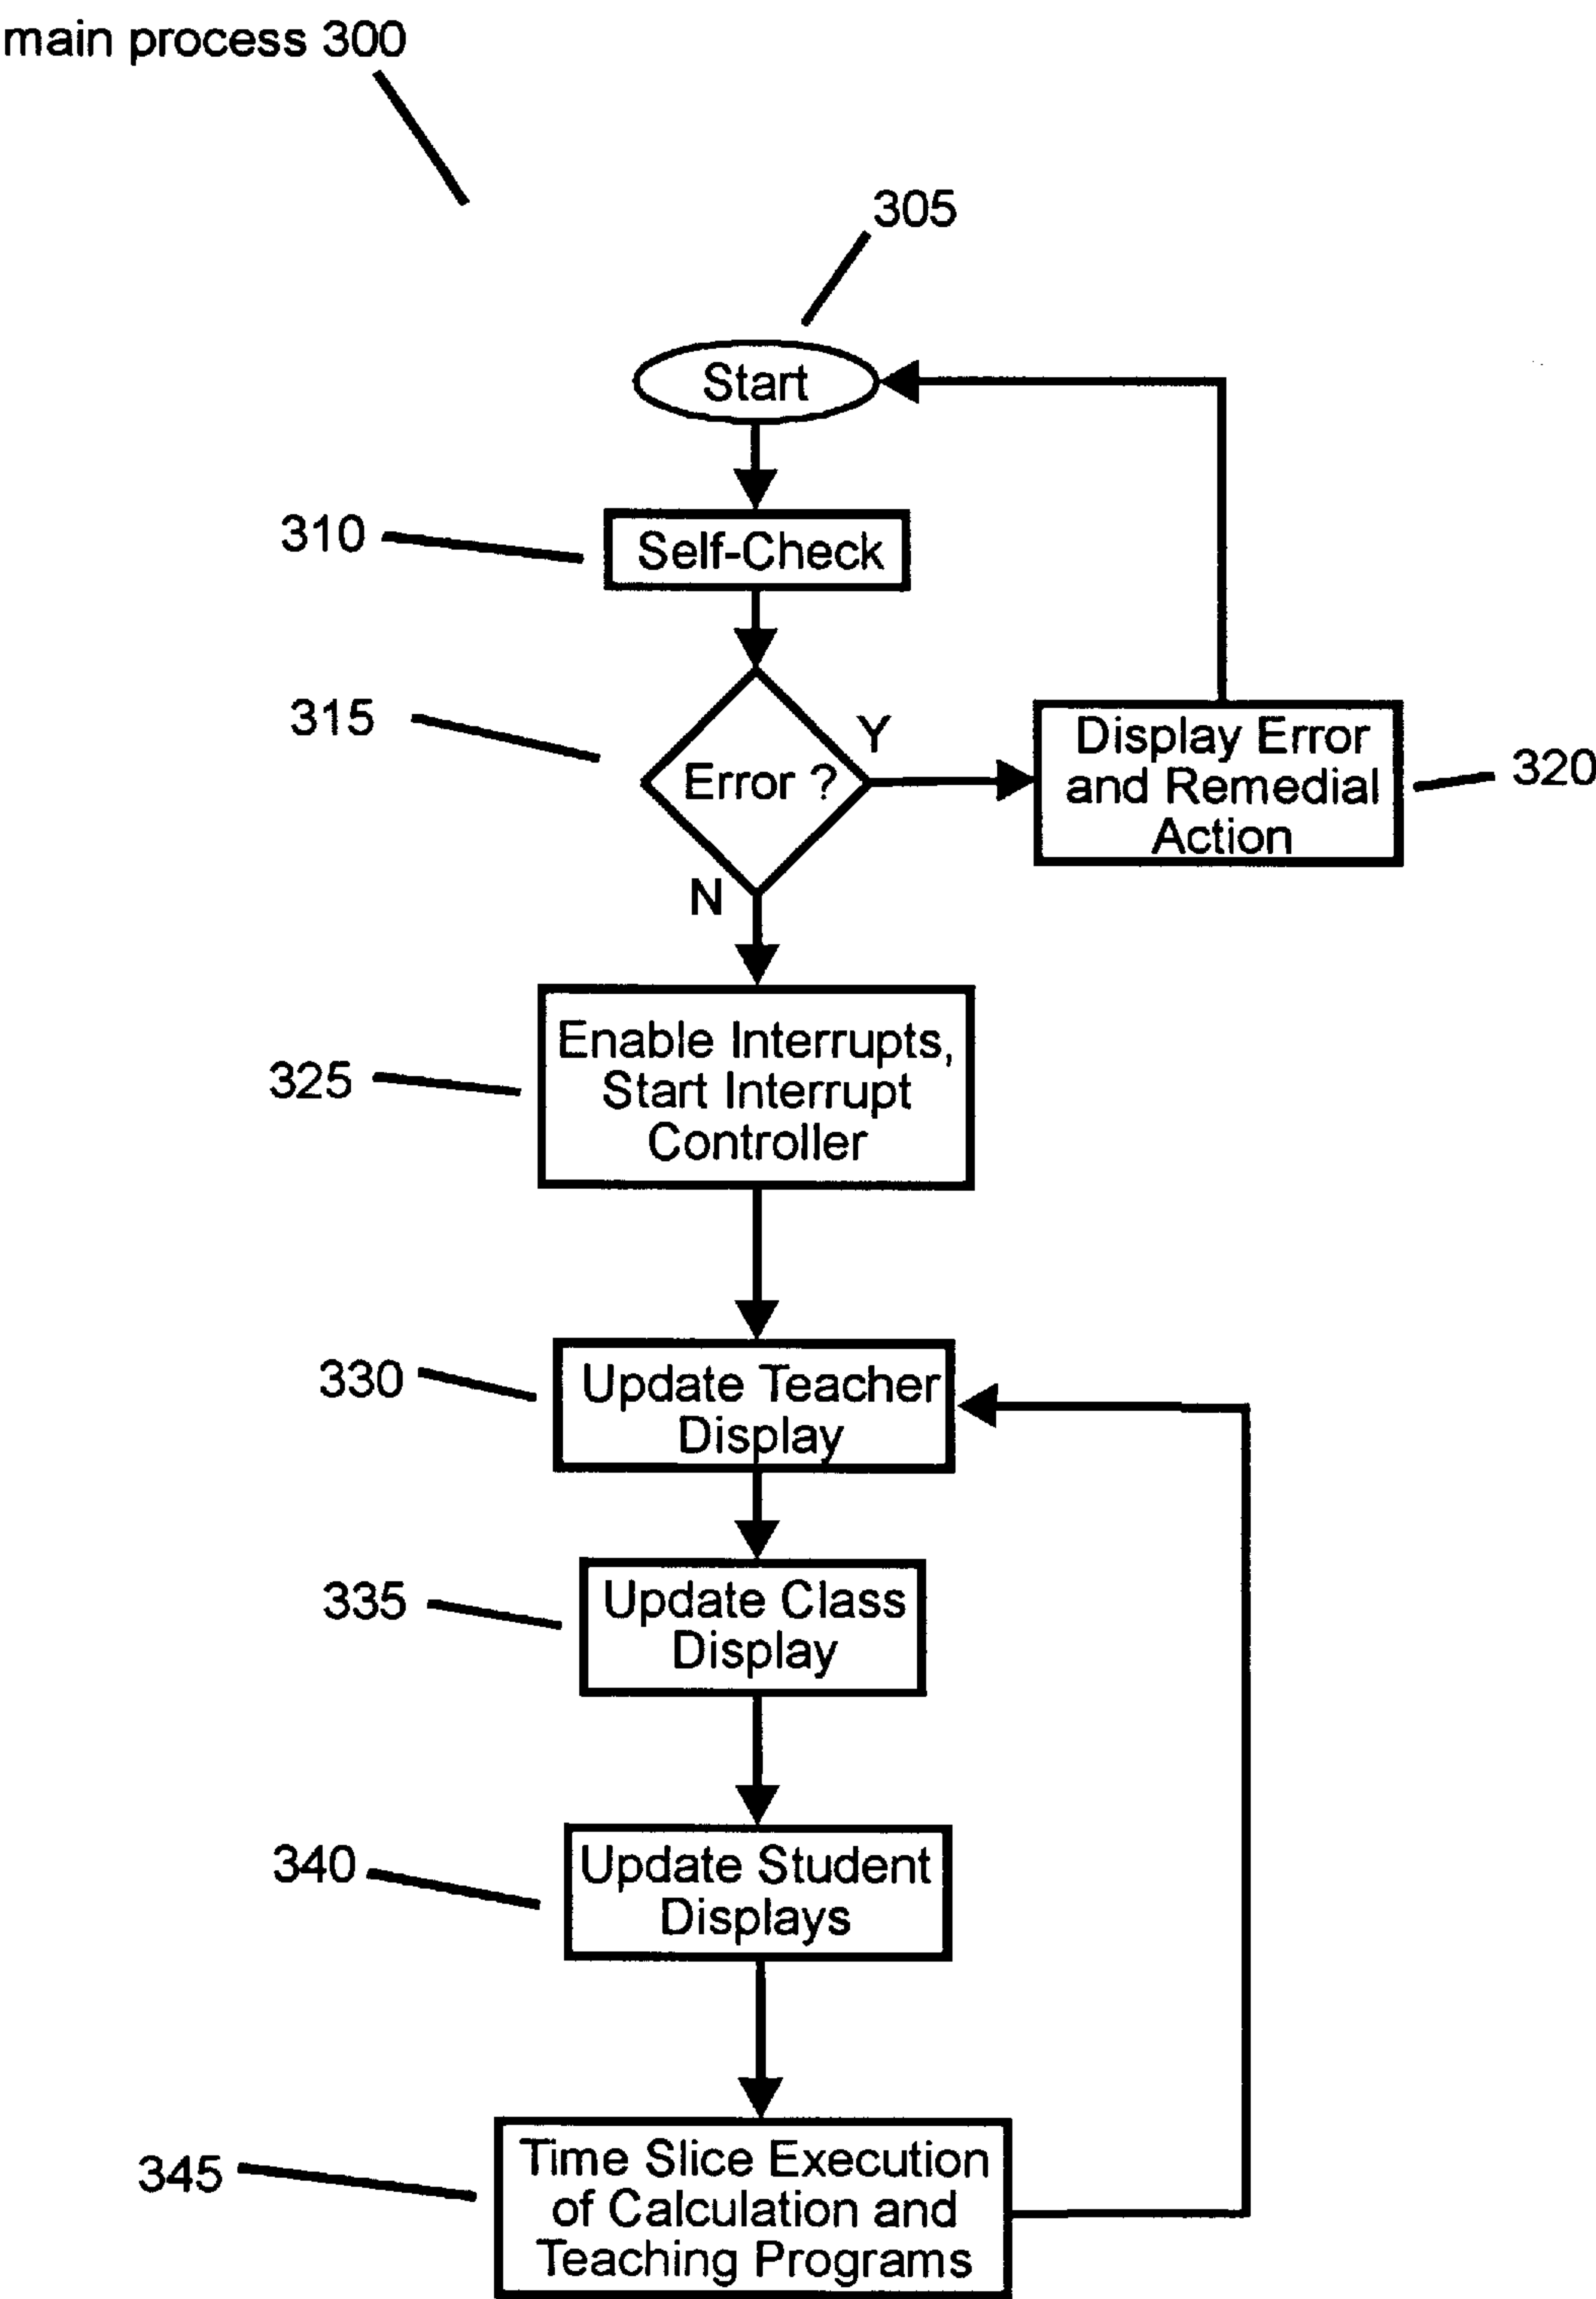 main process 300
305
Start
310
Self-Check
315
Error ?
Y
Display Error
and Remedial
Action
320
N
325
Enable Interrupts,
Start Interrupt
Controller
330
Update Teacher
Display
335
Update Class
Display
340
Update Student
Displays
345
Time Slice Execution
of Calculation and
Teaching Programs